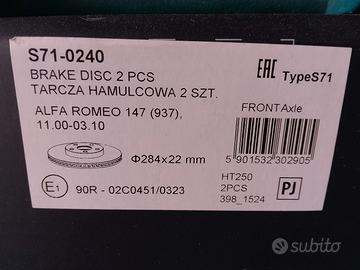 S71-0240
BRAKE DISC 2 PCS
TARCZA HAMULCOWA 2 SZT.
EAC TypeS71
ALFA ROMEO 147 (937),
11.00-03.10
FRONT Axle
Φ284x22 mm
5 901532 302905
E1 90R - 02C0451/0323
HT250
2PCS
398_1524
PJ
subito